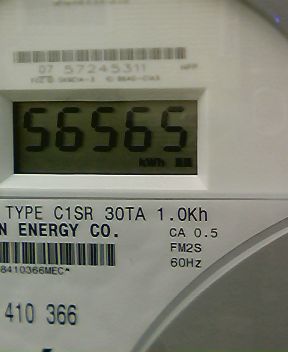 07 57245311
56565
kWh
TYPE C1SR 30TA 1.0Kh
N ENERGY CO.
CA 0.5
FM2S
60Hz
8410366MEC*
410 366